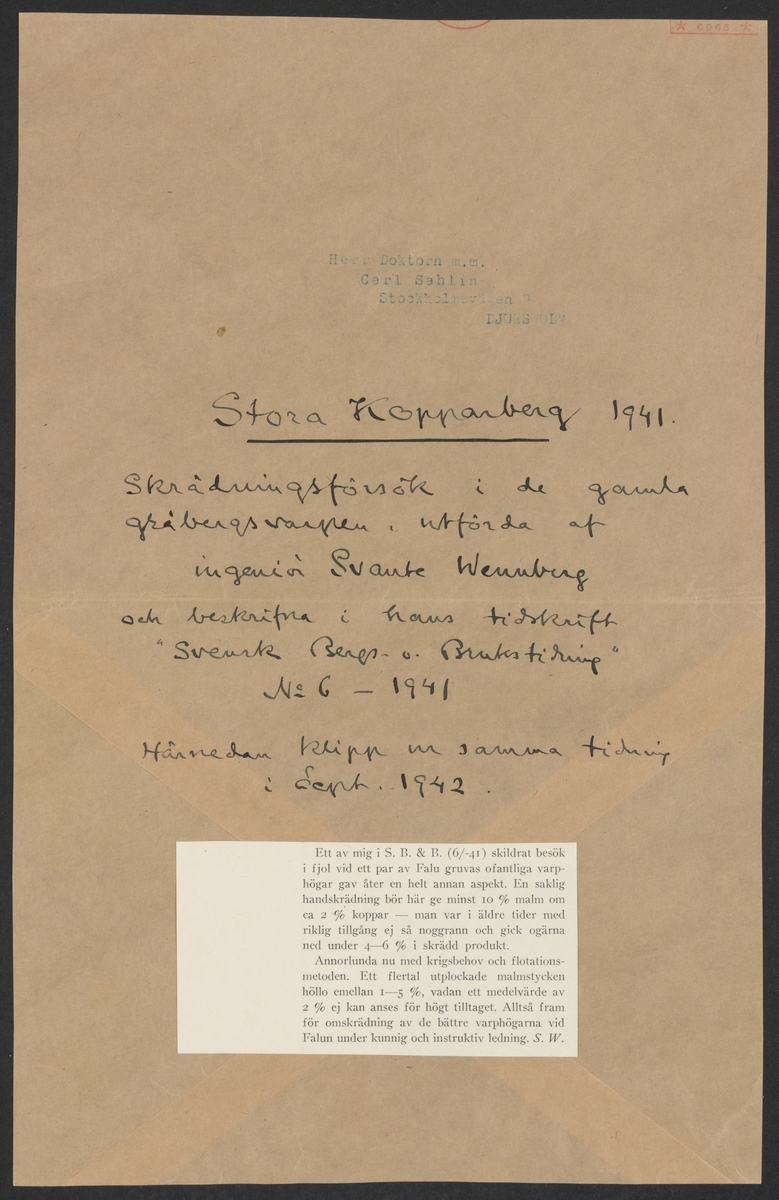 * C963 *
Herr Doktorn m.m.
Carl Sahlin
DJURSHOLM
Stora Kopparberg 1941.
Skrädningsförsök i de gamla
gråbergsvarpen, utförda af
ingeniör Svante Wennberg
och beskrifna i hans tidskrift
"Svensk Bergs- o. Brukstidning"
No 6 – 1941
Härnedan klipp ur samma tidning
i Sept. 1942.
Ett av mig i S. B. & B. (6/-41) skildrat besök
i fjol vid ett par av Falu gruvas ofantliga varp-
högar gav åter en helt annan aspekt. En saklig
handskrädning bör här ge minst 10 % malm om
ca 2 % koppar — man var i äldre tider med
riklig tillgång ej så noggrann och gick ogärna
ned under 4—6 % i skrädd produkt.
Annorlunda nu med krigsbehov och flotations-
metoden. Ett flertal utplockade malmstycken
höllo emellan 1—5 %, vadan ett medelvärde av
2 % ej kan anses för högt tilltaget. Alltså fram
för omskrädning av de bättre varphögarna vid
Falun under kunnig och instruktiv ledning. S. W.